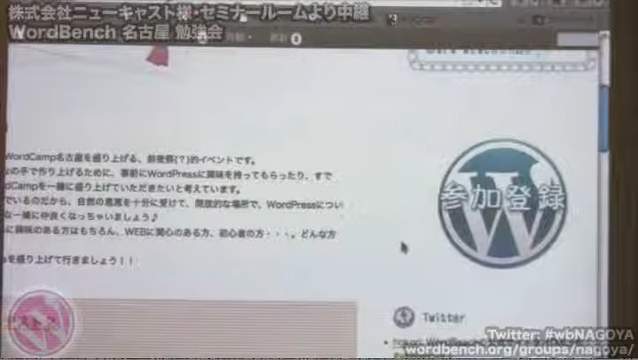 株式会社ニューキャスト様・セミナールームより中継
WordBench 名古屋 勉強会
WordCamp名古屋を盛り上げる、前夜祭(？)的イベントです。
の手で作り上げるために、事前にWordPressに興味を持ってもらったり、すで
Campを一緒に盛り上げていただきたいと考えています。
ているのだから、自然の恩恵を十分に受けて、開放的な場所で、WordPressについ
な一緒に仲良くなっちゃいましょう♪
に興味のある方はもちろん、WEBに関心のある方、初心者の方・・・。どんな方
を盛り上げて行きましょう！！
参加登録
Twitter
Twitter: #wbNAGOYA
wordbench.org/groups/nagoya/